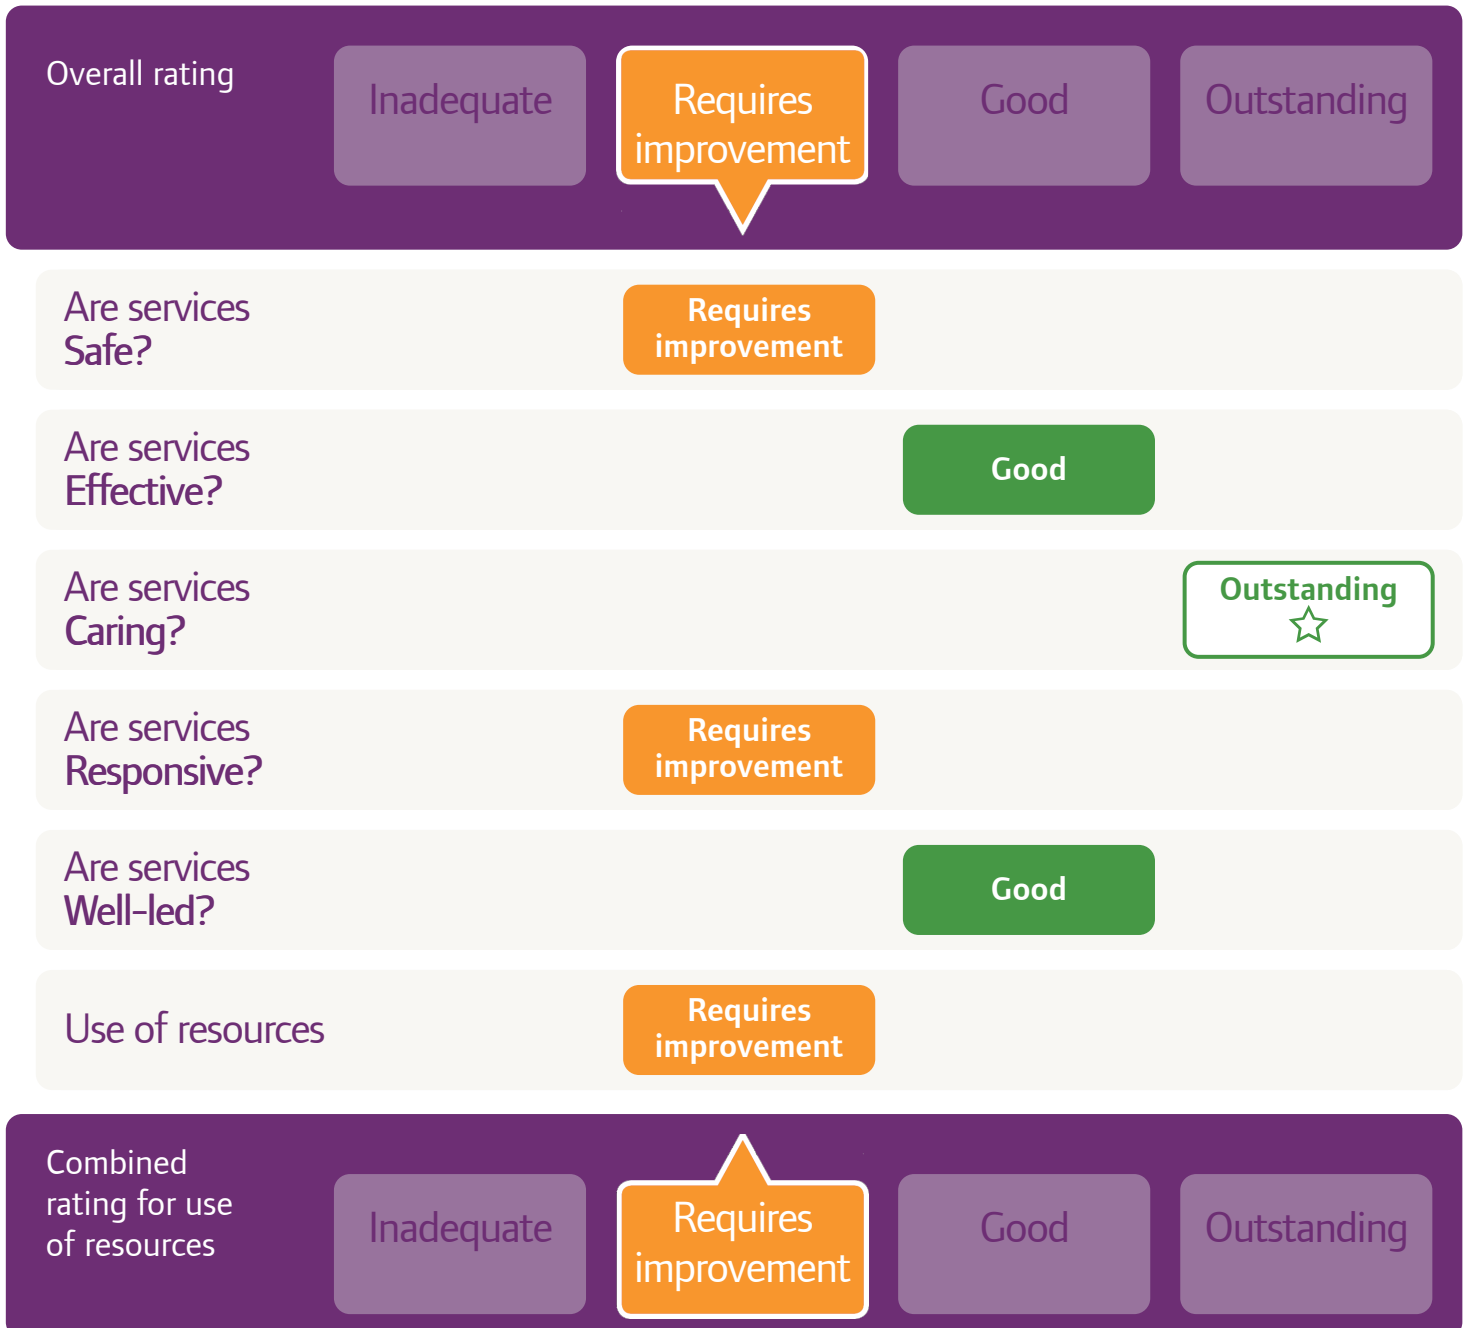 Overall rating
Inadequate
Requires
improvement
Good
Outstanding
Are services
Safe?
Requires
improvement
Are services
Effective?
Good
Are services
Caring?
Outstanding
Are services
Responsive?
Requires
improvement
Are services
Well-led?
Good
Use of resources
Requires
improvement
Combined
rating for use
of resources
Inadequate
Requires
improvement
Good
Outstanding